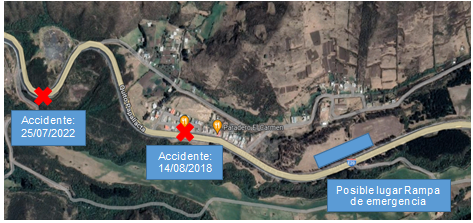 Accidente:
25/07/2022
Paradero El Carmen
Accidente:
14/08/2018
Posible lugar Rampa
de emergencia